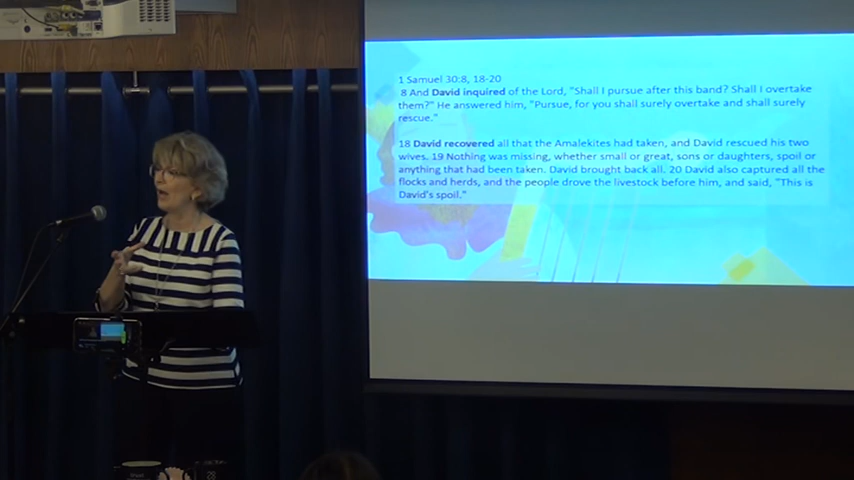 1 Samuel 30:8, 18-20
8 And David inquired of the Lord, "Shall I pursue after this band? Shall I overtake
them?" He answered him, "Pursue, for you shall surely overtake and shall surely
rescue."
18 David recovered all that the Amalekites had taken, and David rescued his two
wives. 19 Nothing was missing, whether small or great, sons or daughters, spoil or
anything that had been taken. David brought back all. 20 David also captured all the
flocks and herds, and the people drove the livestock before him, and said, "This is
David's spoil."